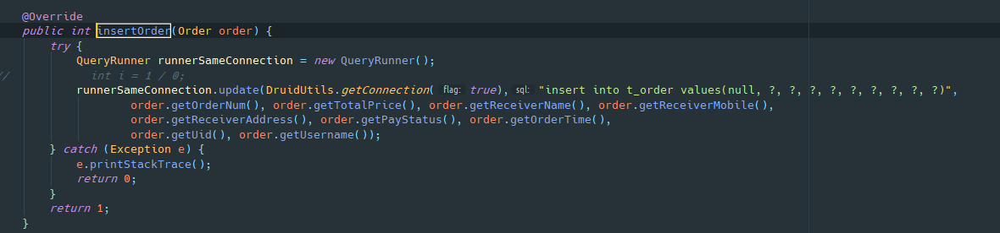 @Override
public int insertOrder(Order order) {
try {
QueryRunner runnerSameConnection = new QueryRunner();
// int i = 1 / 0;
runnerSameConnection.update(DruidUtils.getConnection( flag: true), sql: "insert into t_order values(null, ?, ?, ?, ?, ?, ?, ?, ?, ?)",
order.getOrderNum(), order.getTotalPrice(), order.getReceiverName(), order.getReceiverMobile(),
order.getReceiverAddress(), order.getPayStatus(), order.getOrderTime(),
order.getUid(), order.getUsername());
} catch (Exception e) {
e.printStackTrace();
return 0;
}
return 1;
}